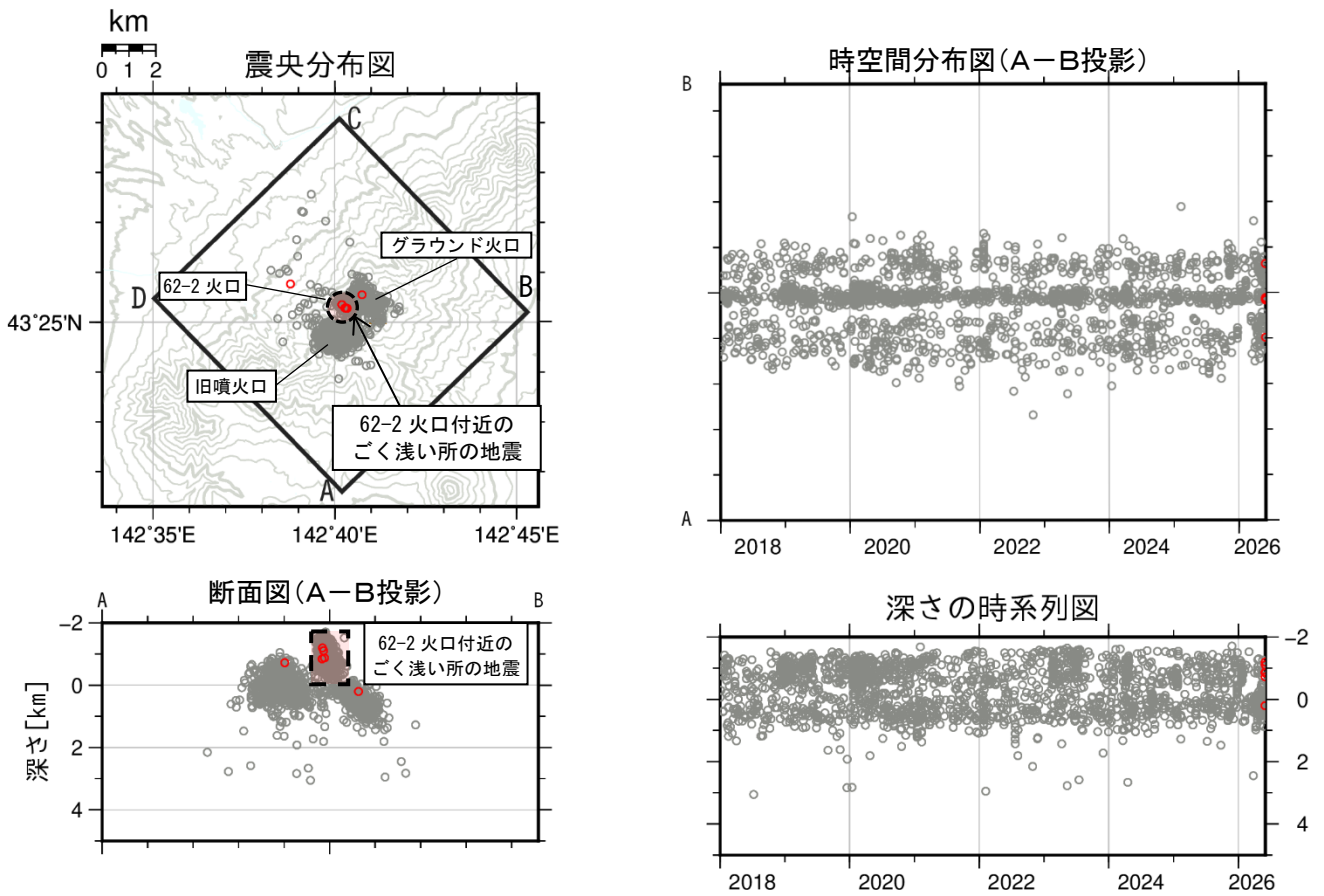 km
0 1 2
震央分布図
C
グラウンド火口
62-2 火口
D
B
43°25'N
旧噴火口
62-2 火口付近の
ごく浅い所の地震
A
142°35'E 142°40'E 142°45'E
時空間分布図(A－B投影)
B
A
2018 2020 2022 2024 2026
断面図(A－B投影)
A B
-2
62-2 火口付近の
ごく浅い所の地震
0
2
4
深さ[km]
深さの時系列図
-2
0
2
4
2018 2020 2022 2024 2026